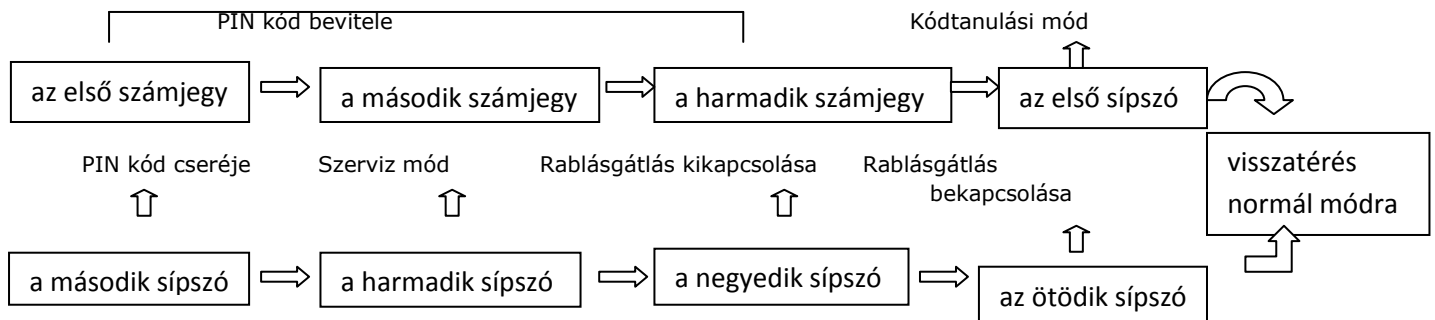 PIN kód bevitele
Kódtanulási mód
az első számjegy
a második számjegy
a harmadik számjegy
az első sípszó
PIN kód cseréje
Szerviz mód
Rablásgátlás kikapcsolása
Rablásgátlás
bekapcsolása
visszatérés
normál módra
a második sípszó
a harmadik sípszó
a negyedik sípszó
az ötödik sípszó